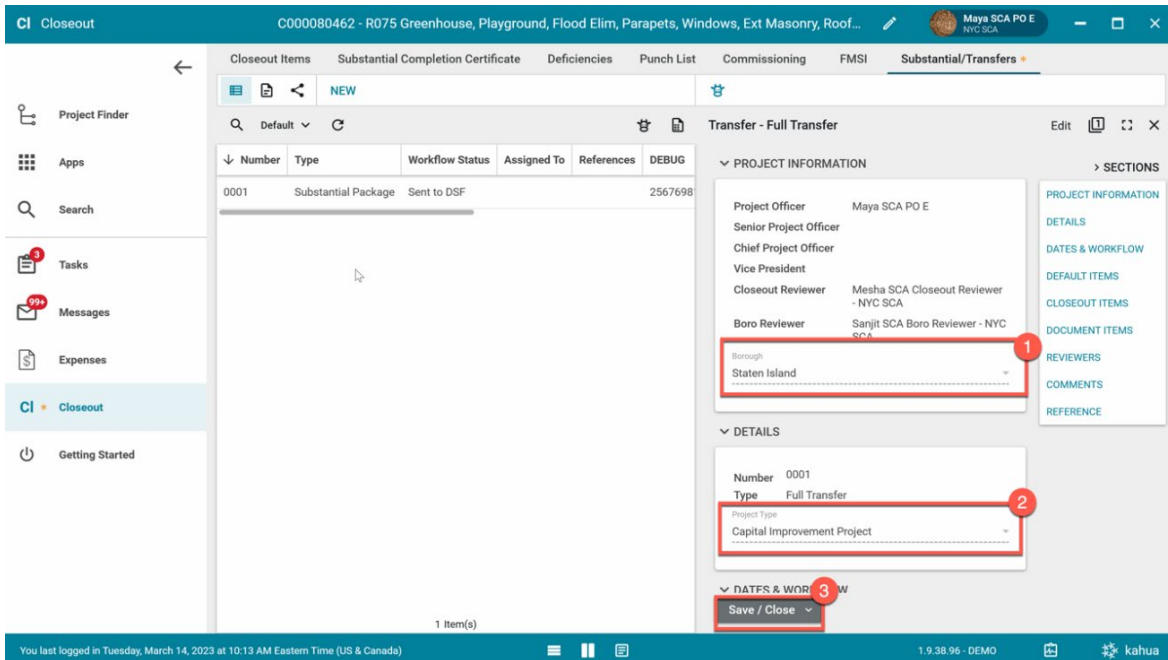 CI Closeout
C000080462 - R075 Greenhouse, Playground, Flood Elim, Parapets, Windows, Ext Masonry, Roof...
Maya SCA PO E
NYC SCA
Closeout Items Substantial Completion Certificate Deficiencies Punch List Commissioning FMSI Substantial/Transfers
NEW
Project Finder
Apps
Search
3
Tasks
99+
Messages
Expenses
CI Closeout
Getting Started
Default
Number Type Workflow Status Assigned To References DEBUG
0001 Substantial Package Sent to DSF 2567698
1 Item(s)
Transfer - Full Transfer
Edit 1
PROJECT INFORMATION
Project Officer Maya SCA PO E
Senior Project Officer
Chief Project Officer
Vice President
Closeout Reviewer Mesha SCA Closeout Reviewer
- NYC SCA
Boro Reviewer Sanjit SCA Boro Reviewer - NYC
SCA
1
Borough
Staten Island
DETAILS
Number 0001
Type Full Transfer
2
Project Type
Capital Improvement Project
DATES & WOR W
3
Save / Close
> SECTIONS
PROJECT INFORMATION
DETAILS
DATES & WORKFLOW
DEFAULT ITEMS
CLOSEOUT ITEMS
DOCUMENT ITEMS
REVIEWERS
COMMENTS
REFERENCE
You last logged in Tuesday, March 14, 2023 at 10:13 AM Eastern Time (US & Canada)
1.9.38.96 - DEMO
kahua